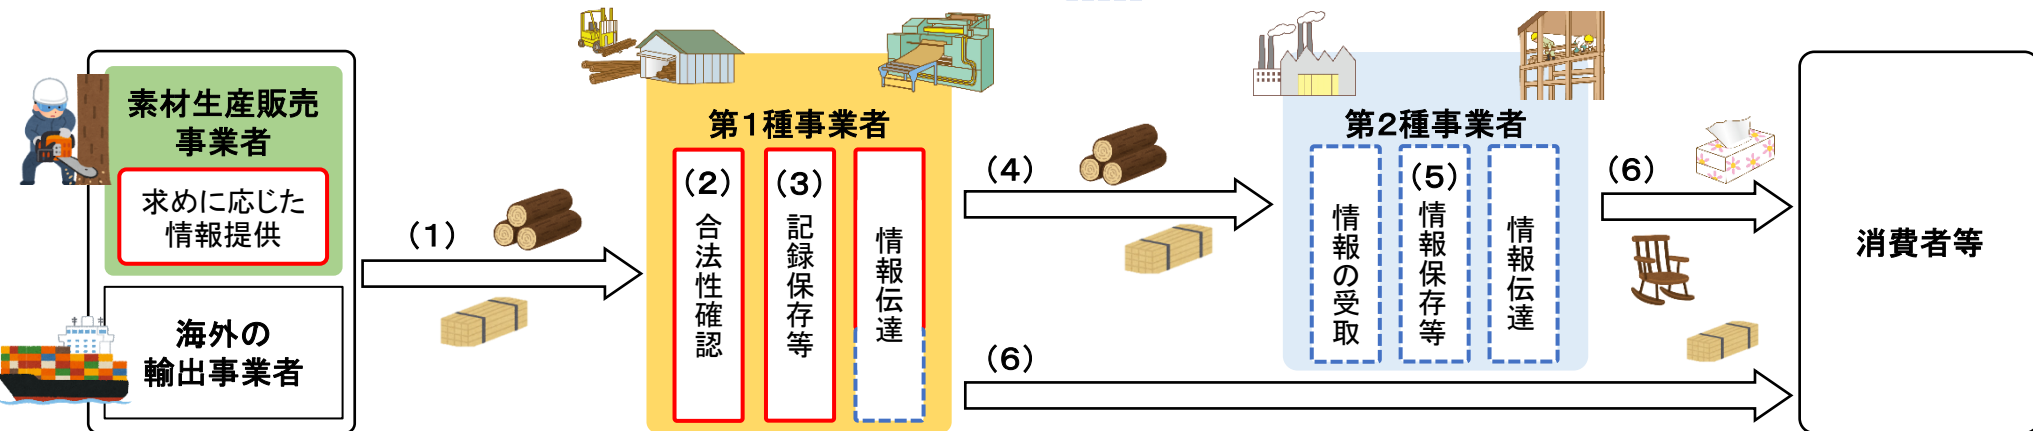 素材生産販売
事業者
求めに応じた
情報提供
海外の
輸出事業者
（1）
第1種事業者
（2）
合法性確認
（3）
記録保存等
情報伝達
（4）
（6）
第2種事業者
情報の受取
（5）
情報保存等
情報伝達
（6）
消費者等